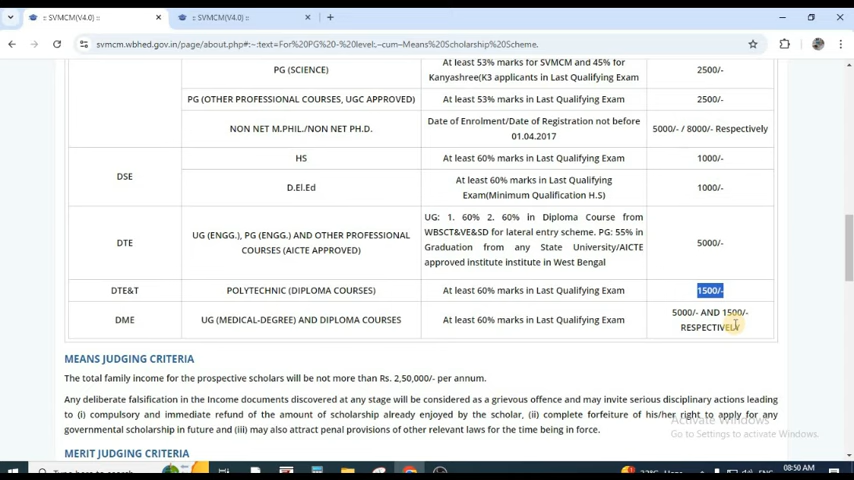 :: SVMCM(V4.0) ::
:: SVMCM(V4.0) ::
svmcm.wbhed.gov.in/page/about.php#:~:text=For%20PG%20-%20level;,–cum–Means%20Scholarship%20Scheme.
PG (SCIENCE)
At least 53% marks for SVMCM and 45% for
Kanyashree(K3 applicants in Last Qualifying Exam
2500/-
PG (OTHER PROFESSIONAL COURSES, UGC APPROVED)
At least 53% marks in Last Qualifying Exam
2500/-
NON NET M.PHIL./NON NET PH.D.
Date of Enrolment/Date of Registration not before
01.04.2017
5000/- / 8000/- Respectively
DSE
HS
At least 60% marks in Last Qualifying Exam
1000/-
D.El.Ed
At least 60% marks in Last Qualifying
Exam(Minimum Qualification H.S)
1000/-
DTE
UG (ENGG.), PG (ENGG.) AND OTHER PROFESSIONAL
COURSES (AICTE APPROVED)
UG: 1. 60% 2. 60% in Diploma Course from
WBSCT&VE&SD for lateral entry scheme. PG: 55% in
Graduation from any State University/AICTE
approved institute institute in West Bengal
5000/-
DTE&T
POLYTECHNIC (DIPLOMA COURSES)
At least 60% marks in Last Qualifying Exam
1500/-
DME
UG (MEDICAL-DEGREE) AND DIPLOMA COURSES
At least 60% marks in Last Qualifying Exam
5000/- AND 1500/-
RESPECTIVELY
MEANS JUDGING CRITERIA
The total family income for the prospective scholars will be not more than Rs. 2,50,000/- per annum.
Any deliberate falsification in the Income documents discovered at any stage will be considered as a grievous offence and may invite serious disciplinary actions leading
to (i) compulsory and immediate refund of the amount of scholarship already enjoyed by the scholar, (ii) complete forfeiture of his/her right to apply for any
governmental scholarship in future and (iii) may also attract penal provisions of other relevant laws for the time being in force.
Activate Windows
Go to Settings to activate Windows.
MERIT JUDGING CRITERIA
Type here to search
ENG
08:50 AM